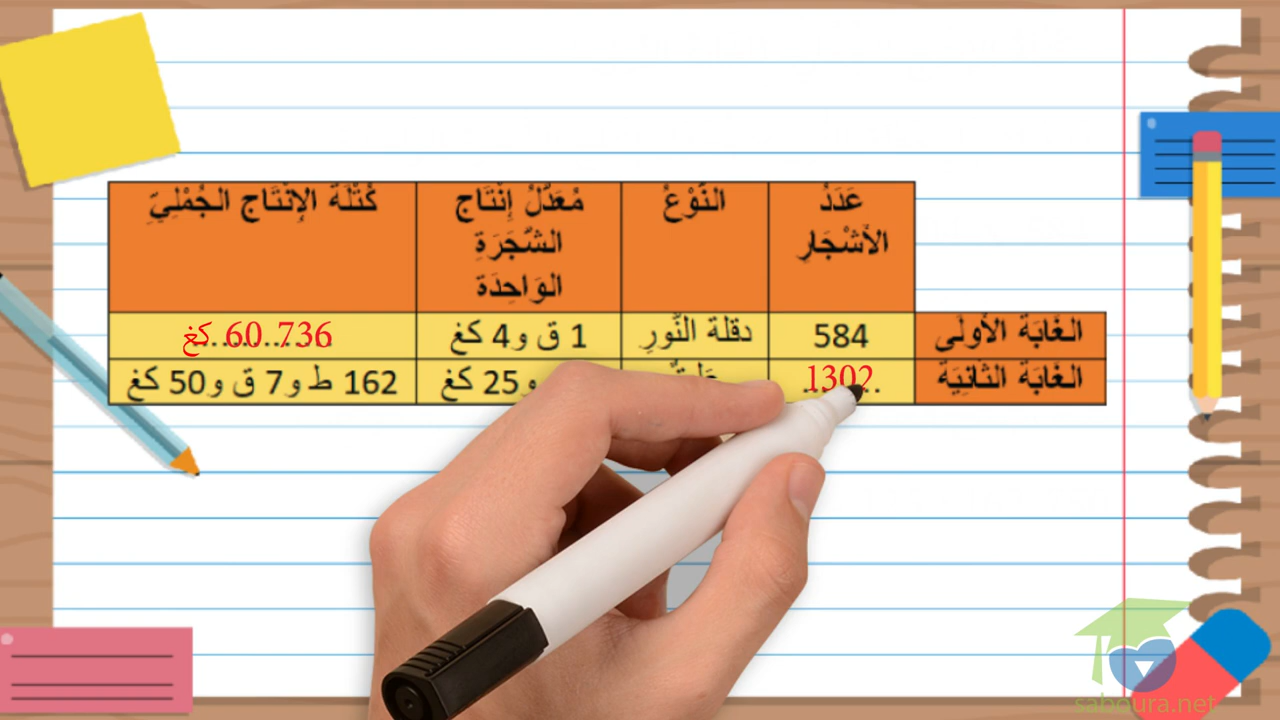 عَدَدُ الأَشْجَارِ النَّوْعُ مُعَدَّلُ إِنْتَاجِ الشَّجَرَةِ الوَاحِدَة كُتْلَةُ الإِنْتَاج الجُمْلِيِّ
الغَابَة الأُولَى 584 دقلة النّورِ 1 ق و4 كغ 60 736 كغ
الغَابَة الثَانِيَة 1302 و25 كغ 162 ط و7 ق و50 كغ
saboura.net